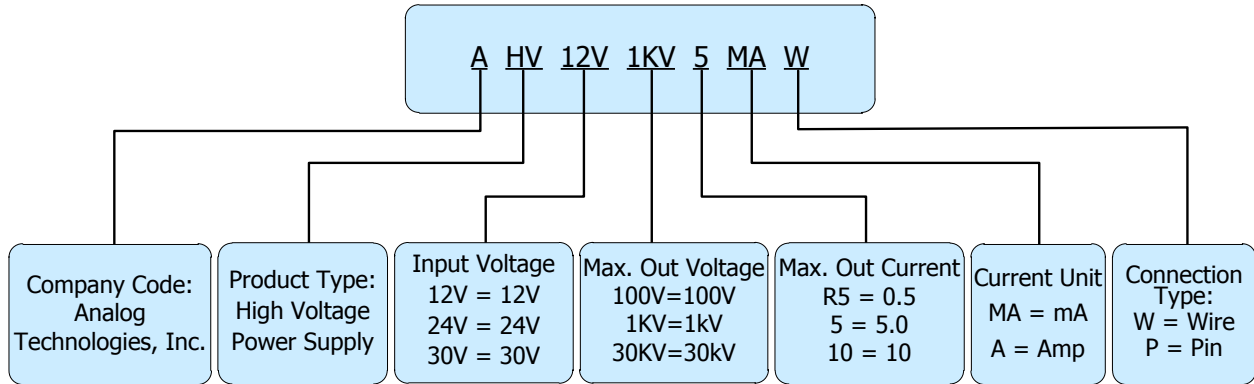 A HV 12V 1KV 5 MA W
Company Code:
Analog
Technologies, Inc.
Product Type:
High Voltage
Power Supply
Input Voltage
12V = 12V
24V = 24V
30V = 30V
Max. Out Voltage
100V=100V
1KV=1kV
30KV=30kV
Max. Out Current
R5 = 0.5
5 = 5.0
10 = 10
Current Unit
MA = mA
A = Amp
Connection
Type:
W = Wire
P = Pin